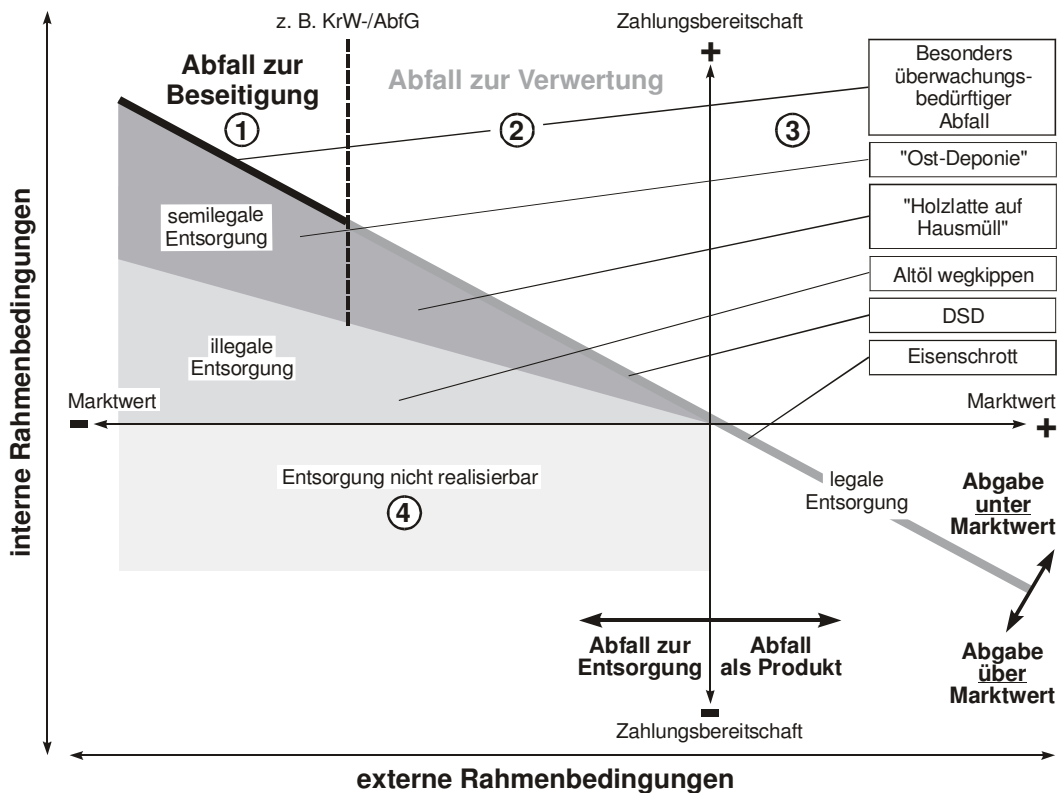 z. B. KrW-/AbfG
Zahlungsbereitschaft
+
Abfall zur
Beseitigung
Abfall zur Verwertung
1
2
3
Besonders
überwachungs-
bedürftiger
Abfall
"Ost-Deponie"
"Holzlatte auf
Hausmüll"
Altöl wegkippen
DSD
Eisenschrott
semilegale
Entsorgung
illegale
Entsorgung
interne Rahmenbedingungen
Marktwert
-
Marktwert
+
Entsorgung nicht realisierbar
4
legale
Entsorgung
Abgabe
unter
Marktwert
Abfall zur
Entsorgung
Abfall
als Produkt
Abgabe
über
Marktwert
-
Zahlungsbereitschaft
externe Rahmenbedingungen